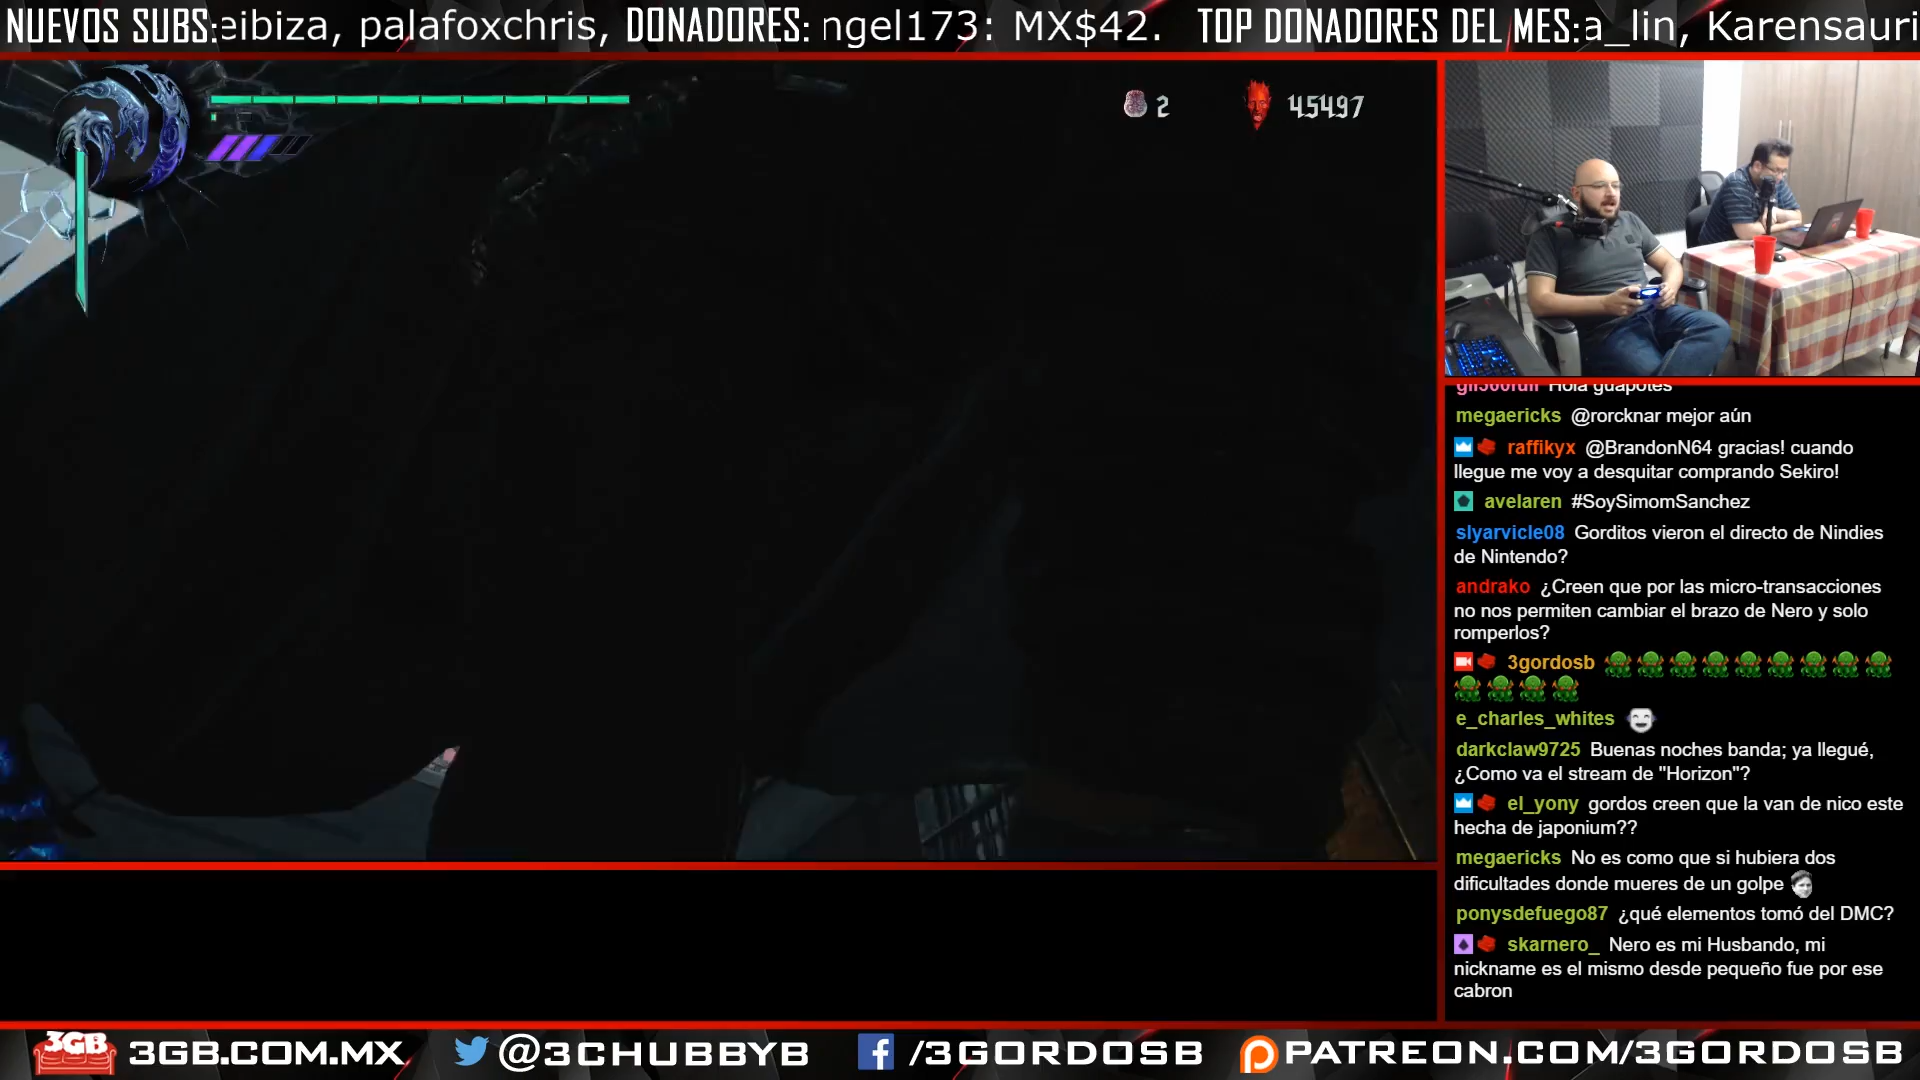 NUEVOS SUBS: eibiza, palafoxchris, DONADORES: ngel173: MX$42. TOP DONADORES DEL MES: a_lin, Karensauri
2 45497
gil360full Hola guapotes
megaericks @rorcknar mejor aún
raffikyx @BrandonN64 gracias! cuando
llegue me voy a desquitar comprando Sekiro!
avelaren #SoySimomSanchez
slyarvicle08 Gorditos vieron el directo de Nindies
de Nintendo?
andrako ¿Creen que por las micro-transacciones
no nos permiten cambiar el brazo de Nero y solo
romperlos?
3gordosb
e_charles_whites
darkclaw9725 Buenas noches banda; ya llegué,
¿Como va el stream de "Horizon"?
el_yony gordos creen que la van de nico este
hecha de japonium??
megaericks No es como que si hubiera dos
dificultades donde mueres de un golpe
ponysdefuego87 ¿qué elementos tomó del DMC?
skarnero_ Nero es mi Husbando, mi
nickname es el mismo desde pequeño fue por ese
cabron
3GB 3GB.COM.MX @3CHUBBYB /3GORDOSB PATREON.COM/3GORDOSB